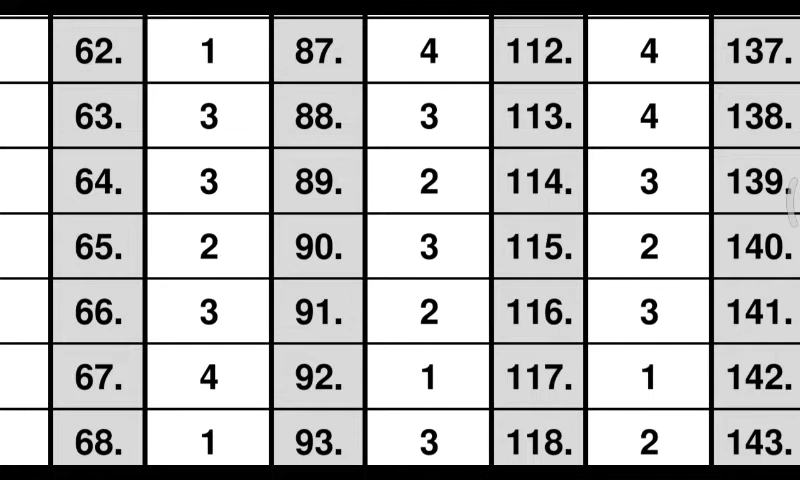 62. 1 87. 4 112. 4 137.
63. 3 88. 3 113. 4 138.
64. 3 89. 2 114. 3 139.
65. 2 90. 3 115. 2 140.
66. 3 91. 2 116. 3 141.
67. 4 92. 1 117. 1 142.
68. 1 93. 3 118. 2 143.